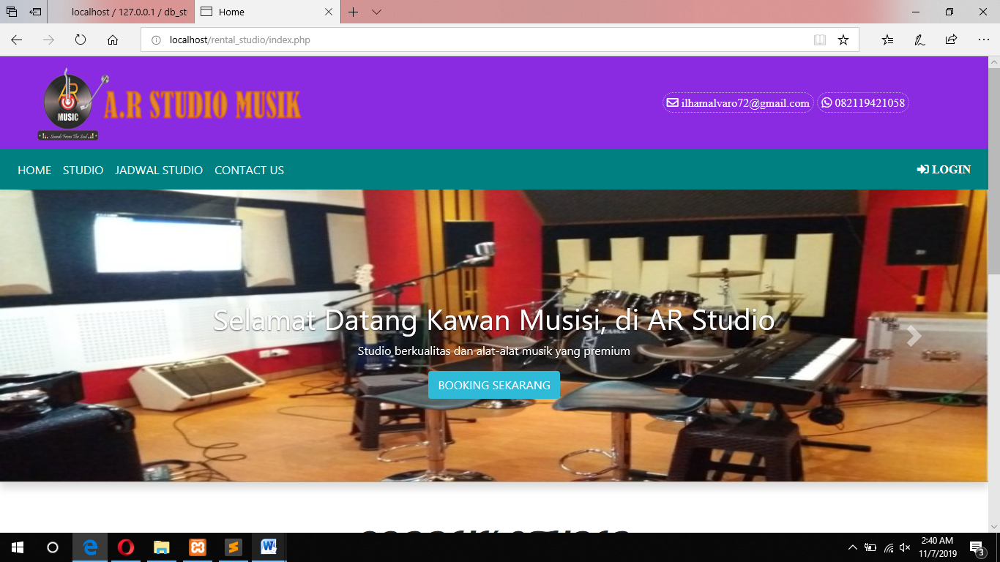 localhost / 127.0.0.1 / db_st
Home
localhost/rental_studio/index.php
AR
MUSIC
Sounds From The Soul
A.R STUDIO MUSIK
ilhamalvaro72@gmail.com
082119421058
HOME
STUDIO
JADWAL STUDIO
CONTACT US
LOGIN
Selamat Datang Kawan Musisi, di AR Studio
Studio berkualitas dan alat-alat musik yang premium
BOOKING SEKARANG
TAMA
2:40 AM
11/7/2019
3